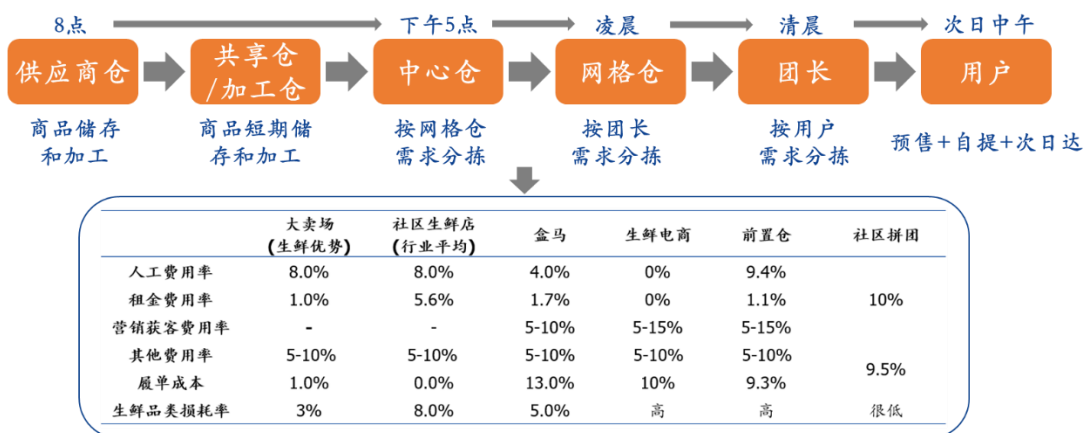 8点 下午5点 凌晨 清晨 次日中午
供应商仓 共享仓/加工仓 中心仓 网格仓 团长 用户
商品储存和加工 商品短期储存和加工 按网格仓需求分拣 按团长需求分拣 按用户需求分拣 预售+自提+次日达
大卖场(生鲜优势) 社区生鲜店(行业平均) 盒马 生鲜电商 前置仓 社区拼团
人工费用率 8.0% 8.0% 4.0% 0% 9.4%
租金费用率 1.0% 5.6% 1.7% 0% 1.1% 10%
营销获客费用率 - - 5-10% 5-15% 5-15%
其他费用率 5-10% 5-10% 5-10% 5-10% 5-10%
9.5%
履单成本 1.0% 0.0% 13.0% 10% 9.3%
生鲜品类损耗率 3% 8.0% 5.0% 高 高 很低